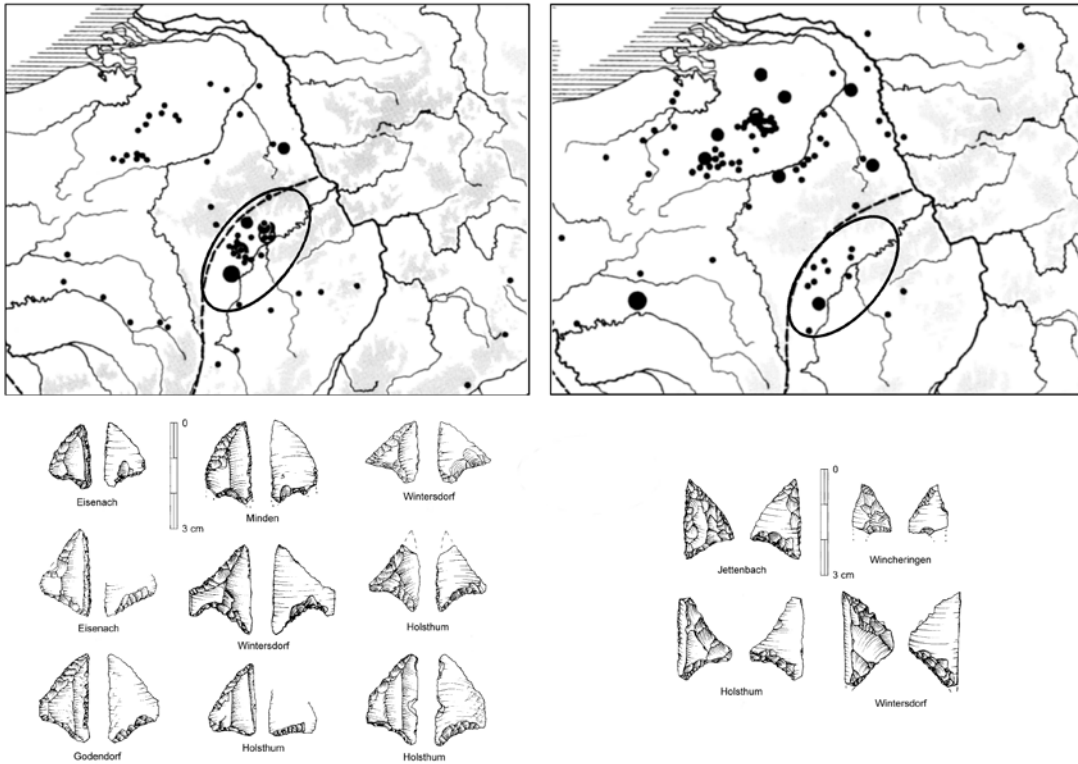 0
3 cm
Eisenach
Minden
Wintersdorf
Eisenach
Wintersdorf
Holsthum
Godendorf
Holsthum
Holsthum
0
3 cm
Jettenbach
Wincheringen
Holsthum
Wintersdorf